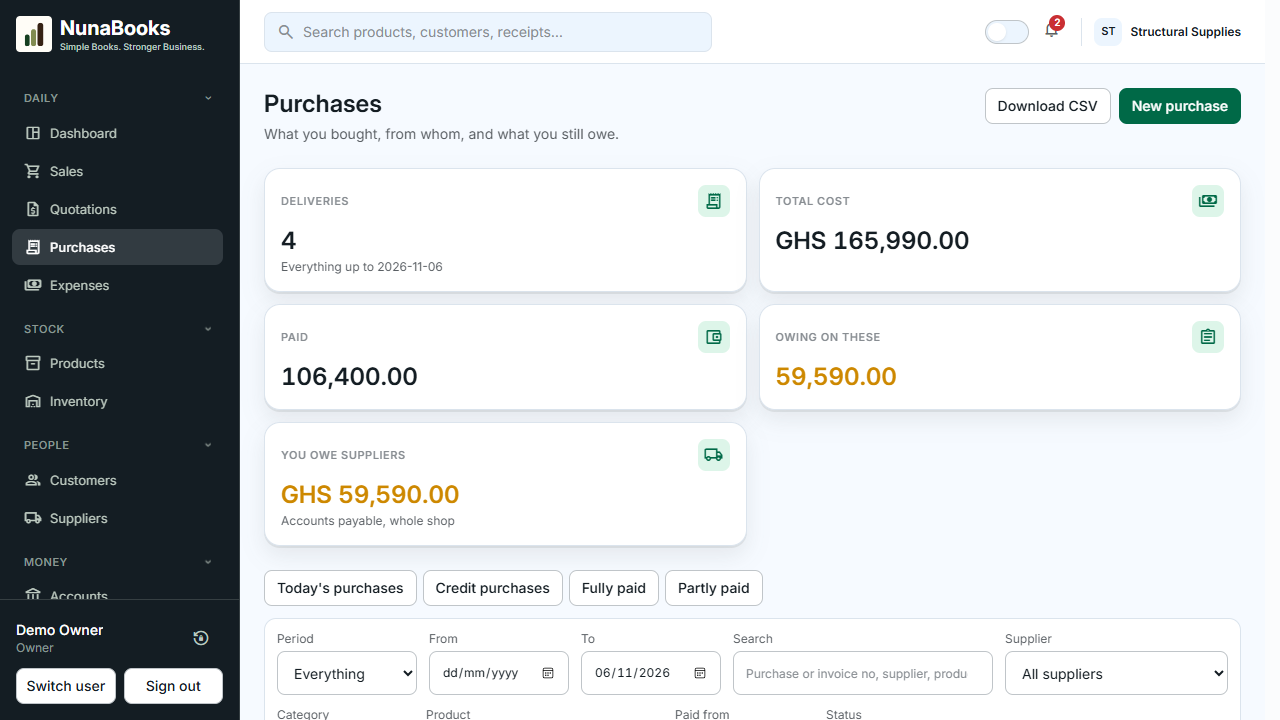 NunaBooks
Simple Books. Stronger Business.
DAILY
Dashboard
Sales
Quotations
Purchases
Expenses
STOCK
Products
Inventory
PEOPLE
Customers
Suppliers
MONEY
Accounts
Demo Owner
Owner
Switch user
Sign out
Search products, customers, receipts...
2
ST
Structural Supplies
Purchases
What you bought, from whom, and what you still owe.
Download CSV
New purchase
DELIVERIES
4
Everything up to 2026-11-06
TOTAL COST
GHS 165,990.00
PAID
106,400.00
OWING ON THESE
59,590.00
YOU OWE SUPPLIERS
GHS 59,590.00
Accounts payable, whole shop
Today's purchases
Credit purchases
Fully paid
Partly paid
Period
From
To
Search
Supplier
Everything
dd/mm/yyyy
06/11/2026
Purchase or invoice no, supplier, produ
All suppliers
Category
Product
Paid from
Status